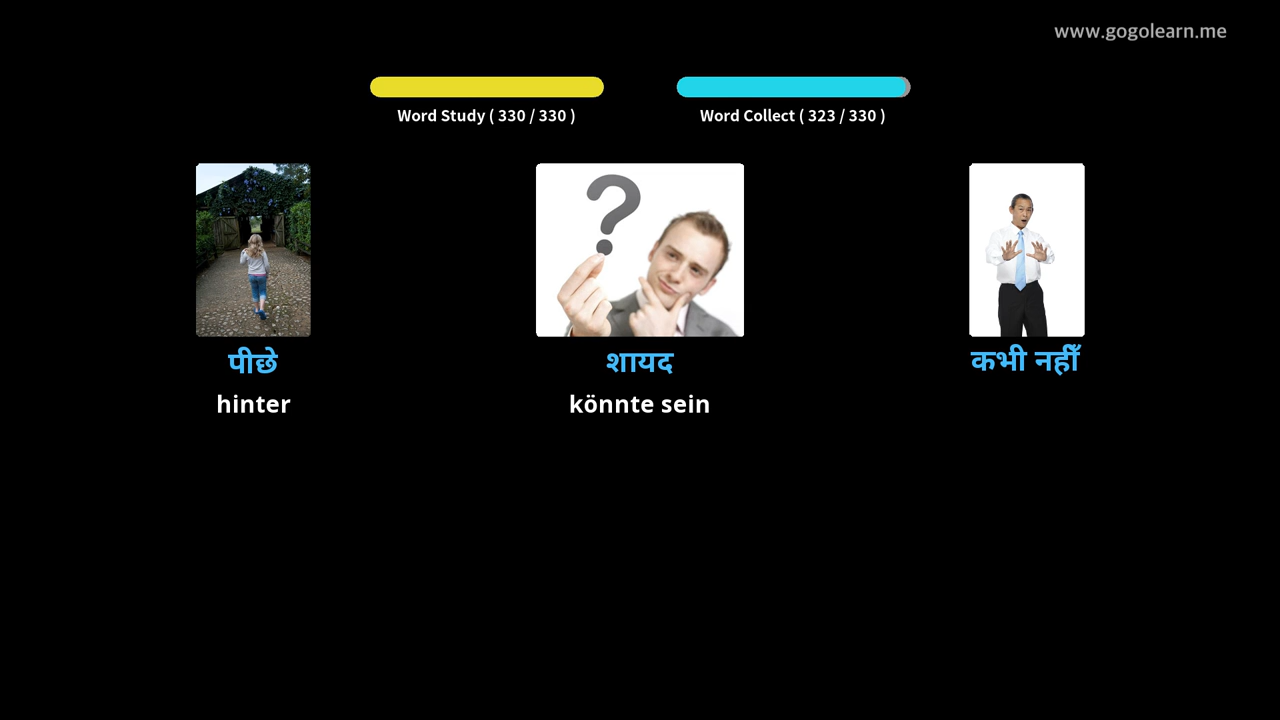 www.gogolearn.me
Word Study ( 330 / 330 )
Word Collect ( 323 / 330 )
पीछे
शायद
कभी नहीँ
hinter
könnte sein